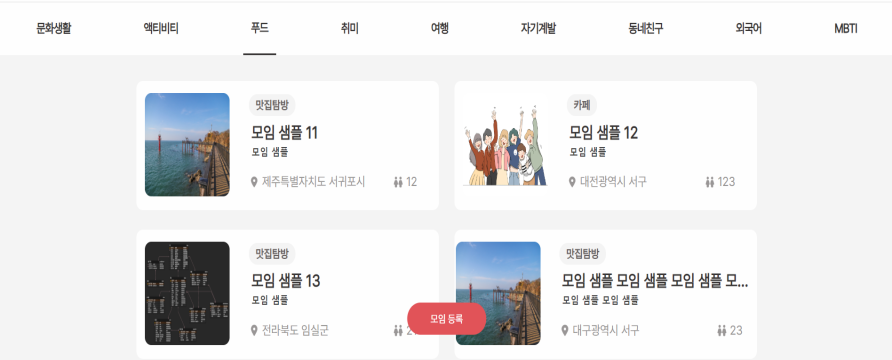 문화생활 액티비티 푸드 취미 여행 자기계발 동네친구 외국어 MBTI
맛집탐방
모임 샘플 11
모임 샘플
제주특별자치도 서귀포시 12
카페
모임 샘플 12
모임 샘플
대전광역시 서구 123
맛집탐방
모임 샘플 13
모임 샘플
전라북도 임실군
맛집탐방
모임 샘플 모임 샘플 모임 샘플 모...
모임 샘플 모임 샘플
대구광역시 서구 23
모임 등록